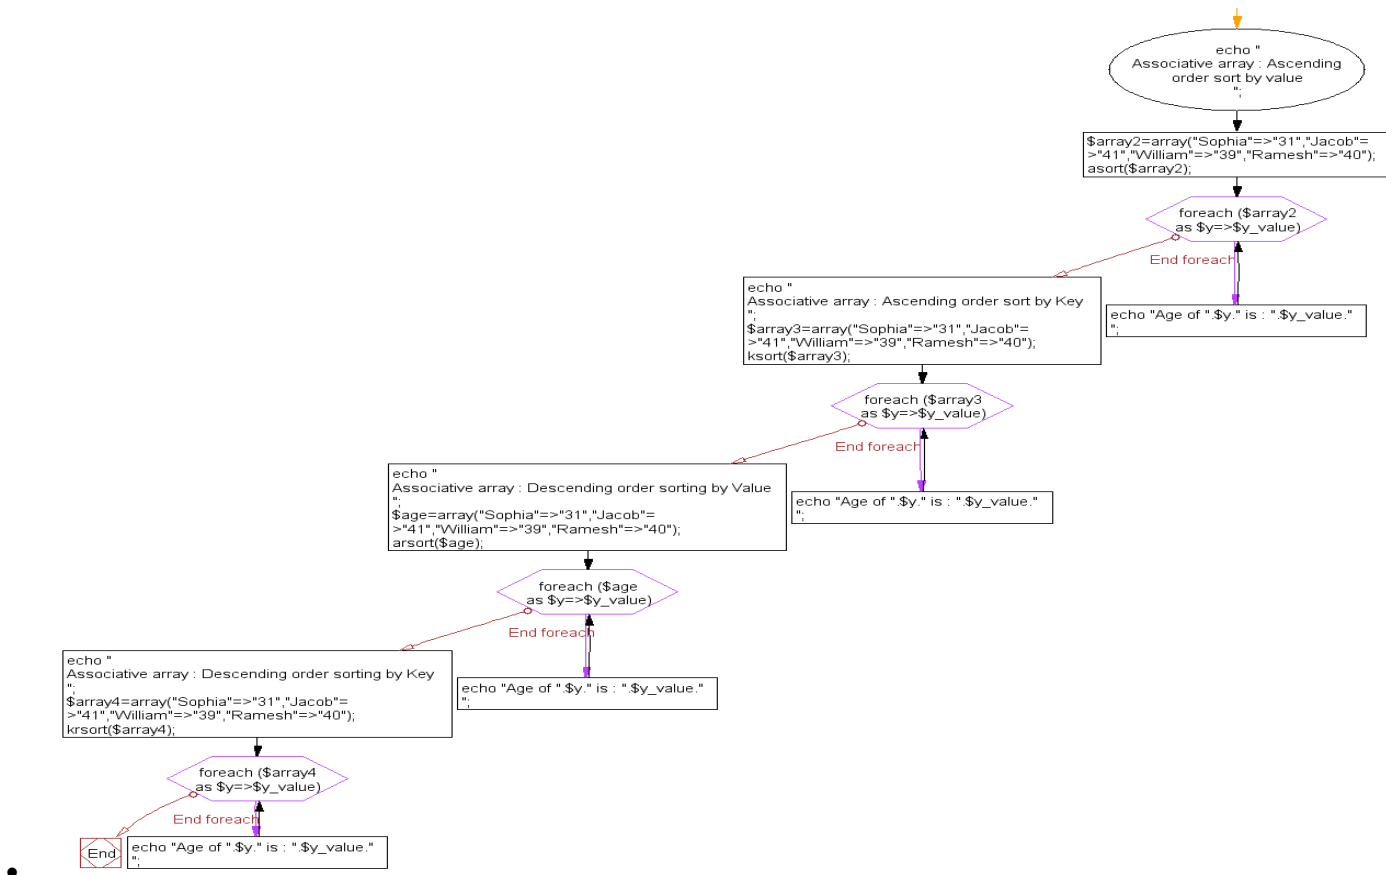 echo "
Associative array : Ascending
order sort by value
";
$array2=array("Sophia"=>"31","Jacob"=
>"41","William"=>"39","Ramesh"=>"40");
asort($array2);
foreach ($array2
as $y=>$y_value)
End foreach
echo "Age of ".$y." is : ".$y_value."
";
echo "
Associative array : Ascending order sort by Key
";
$array3=array("Sophia"=>"31","Jacob"=
>"41","William"=>"39","Ramesh"=>"40");
ksort($array3);
foreach ($array3
as $y=>$y_value)
End foreach
echo "Age of ".$y." is : ".$y_value."
";
echo "
Associative array : Descending order sorting by Value
";
$age=array("Sophia"=>"31","Jacob"=
>"41","William"=>"39","Ramesh"=>"40");
arsort($age);
foreach ($age
as $y=>$y_value)
End foreach
echo "Age of ".$y." is : ".$y_value."
";
echo "
Associative array : Descending order sorting by Key
";
$array4=array("Sophia"=>"31","Jacob"=
>"41","William"=>"39","Ramesh"=>"40");
krsort($array4);
foreach ($array4
as $y=>$y_value)
End foreach
End
echo "Age of ".$y." is : ".$y_value."
";